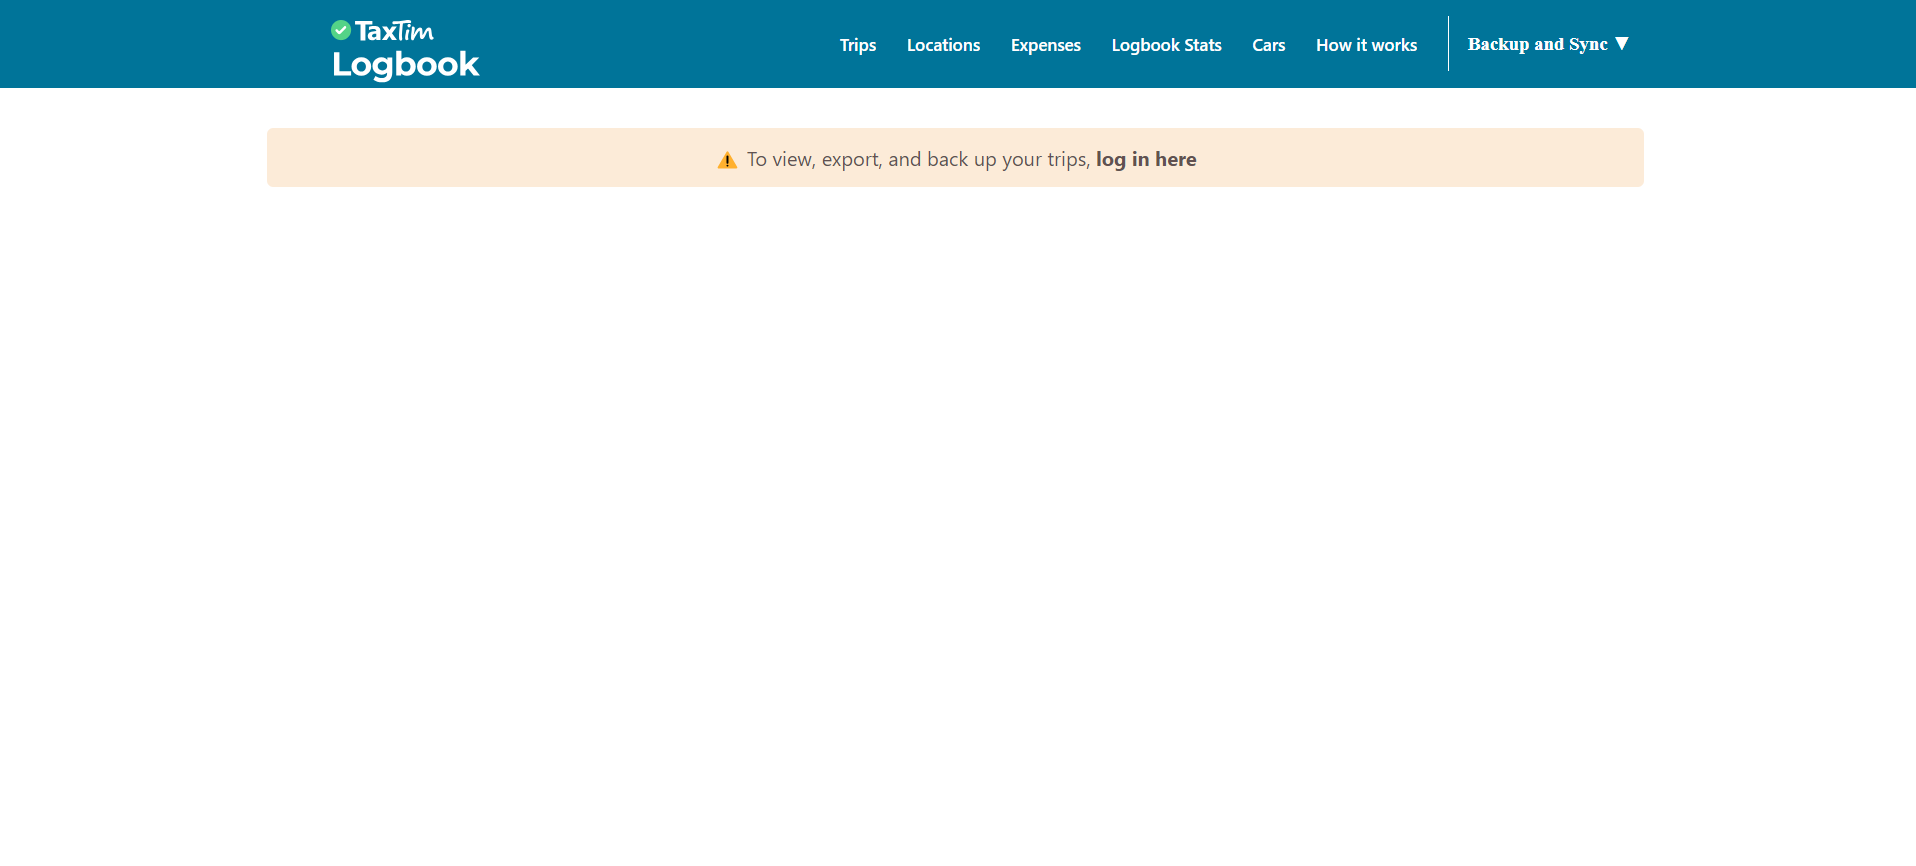 TaxTim
Logbook
Trips Locations Expenses Logbook Stats Cars How it works Backup and Sync ▼
To view, export, and back up your trips, log in here